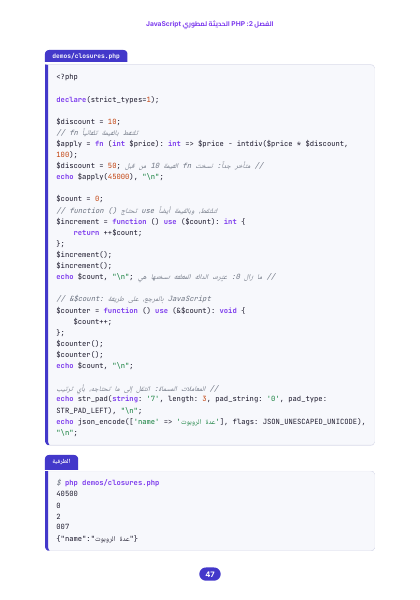 الفصل 2: PHP الحديثة لمطوري JavaScript
demos/closures.php
<?php
declare(strict_types=1);
$discount = 10;
// fn تلتقط بالقيمة تلقائياً
$apply = fn (int $price): int => $price - intdiv($price * $discount,
100);
$discount = 50; // متأخر جداً: نسخت fn القيمة 10 من قبل
echo $apply(45000), "\n";
$count = 0;
// function () تحتاج use لتلتقط، وبالقيمة أيضاً
$increment = function () use ($count): int {
return ++$count;
};
$increment();
$increment();
echo $count, "\n"; // ما زال 0: غيّرت الدالة المغلقة نسختها هي
// &$count: بالمرجع، على طريقة JavaScript
$counter = function () use (&$count): void {
$count++;
};
$counter();
$counter();
echo $count, "\n";
// المعاملات المسماة: انتقل إلى ما تحتاجه، بأي ترتيب
echo str_pad(string: '7', length: 3, pad_string: '0', pad_type:
STR_PAD_LEFT), "\n";
echo json_encode(['name' => 'عدة الروبوت'], flags: JSON_UNESCAPED_UNICODE),
"\n";
الطرفية
$ php demos/closures.php
40500
0
2
007
{"name":"عدة الروبوت"}
47